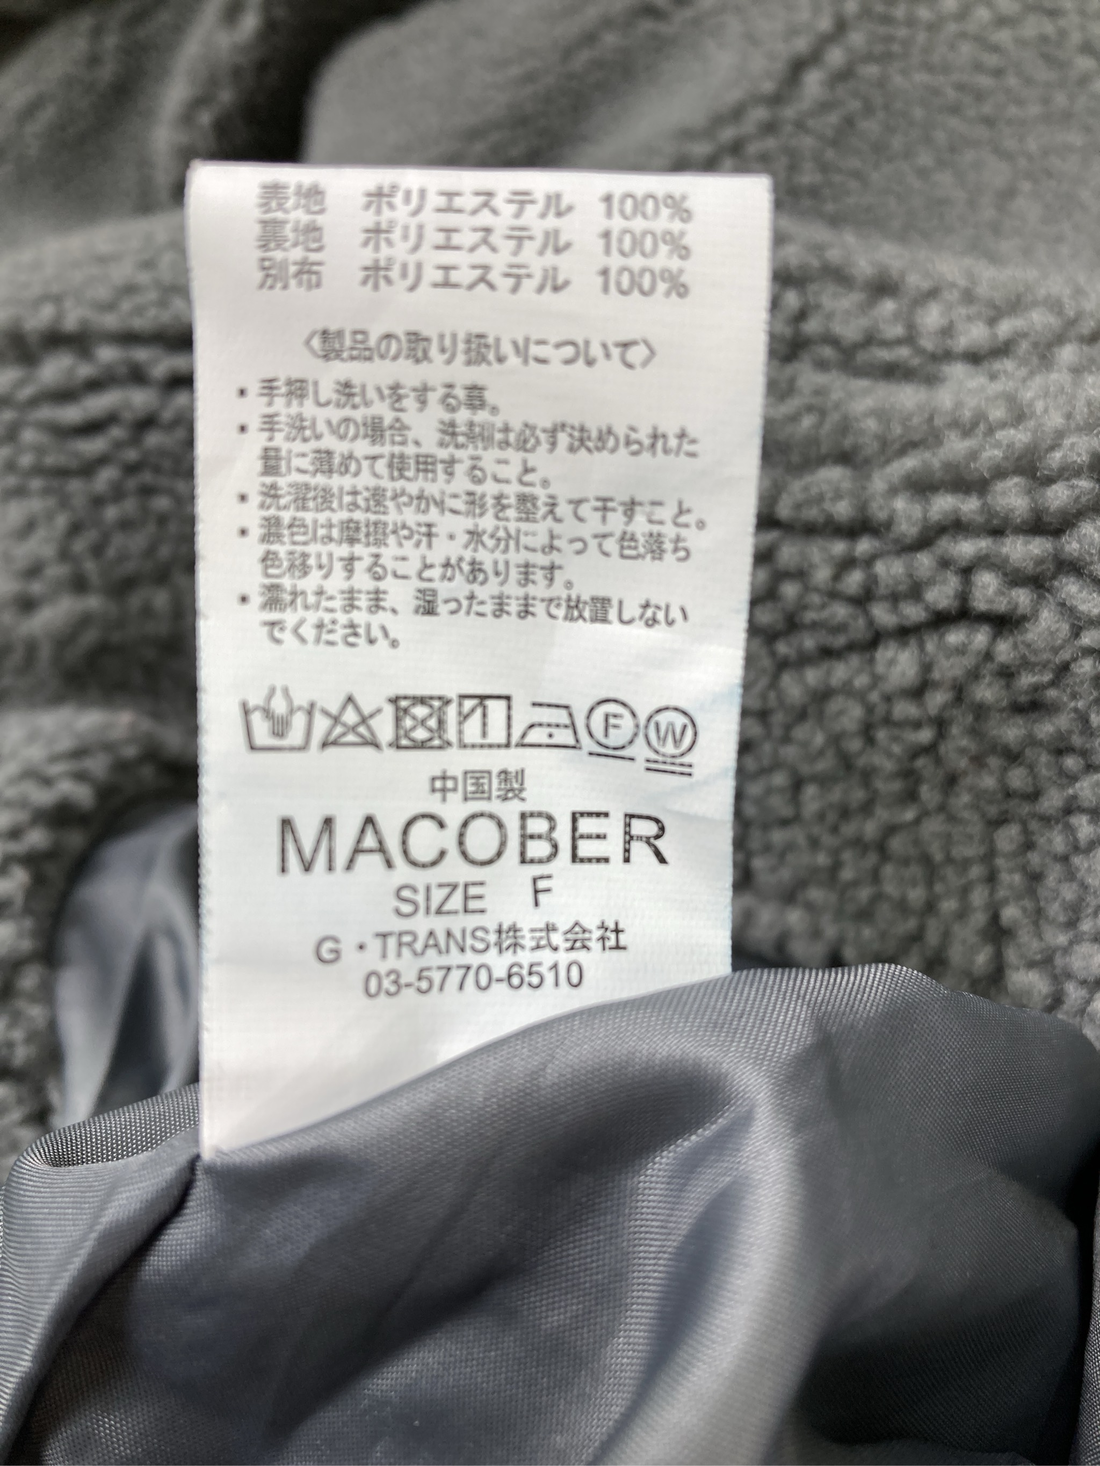 表地 ポリエステル 100%
裏地 ポリエステル 100%
別布 ポリエステル 100%
〈製品の取り扱いについて〉
・手押し洗いをする事。
・手洗いの場合、洗剤は必ず決められた
量に薄めて使用すること。
・洗濯後は速やかに形を整えて干すこと。
・濃色は摩擦や汗・水分によって色落ち
色移りすることがあります。
・濡れたまま、湿ったままで放置しない
でください。
F W
中国製
MACOBER
SIZE F
G・TRANS株式会社
03-5770-6510